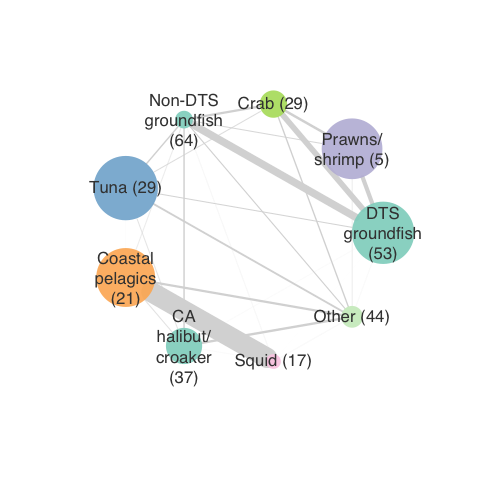 Non-DTS
groundfish
(64)
Crab (29)
Prawns/
shrimp (5)
Tuna (29)
DTS
groundfish
(53)
Coastal
pelagics
(21)
CA
halibut/
croaker
(37)
Other (44)
Squid (17)